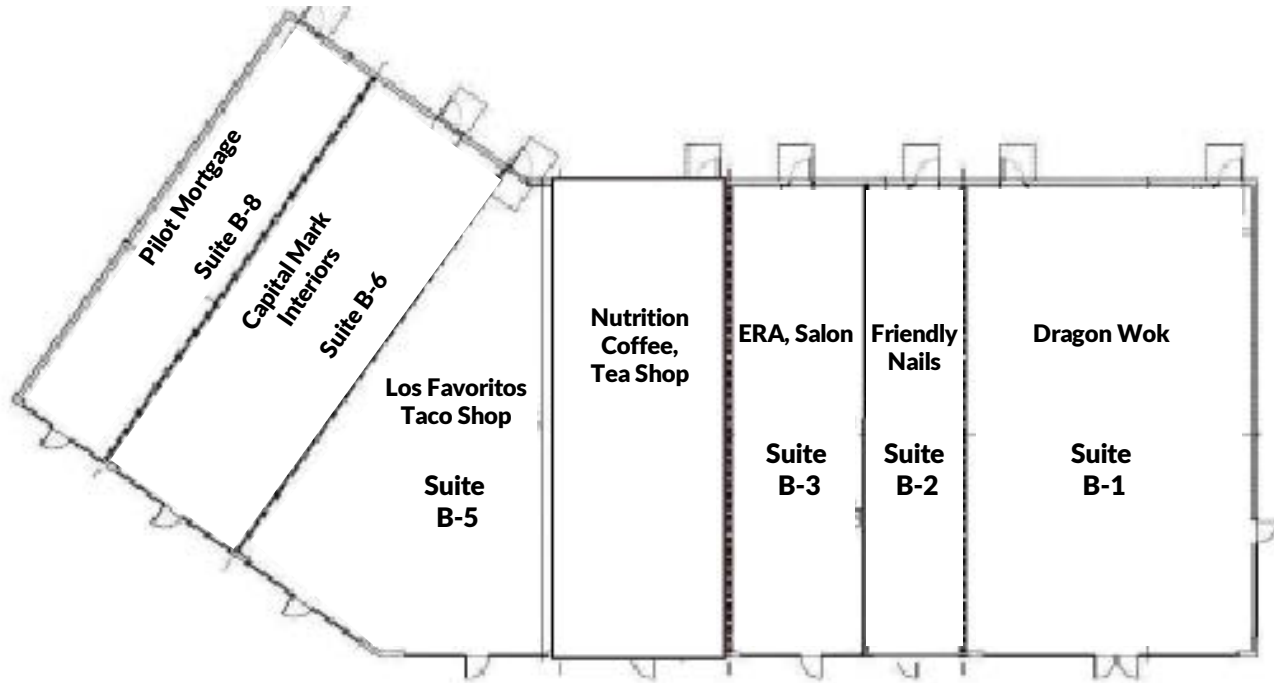 Pilot Mortgage
Suite B-8
Capital Mark
Interiors
Suite B-6
Los Favoritos
Taco Shop
Suite
B-5
Nutrition
Coffee,
Tea Shop
ERA, Salon
Suite
B-3
Friendly
Nails
Suite
B-2
Dragon Wok
Suite
B-1